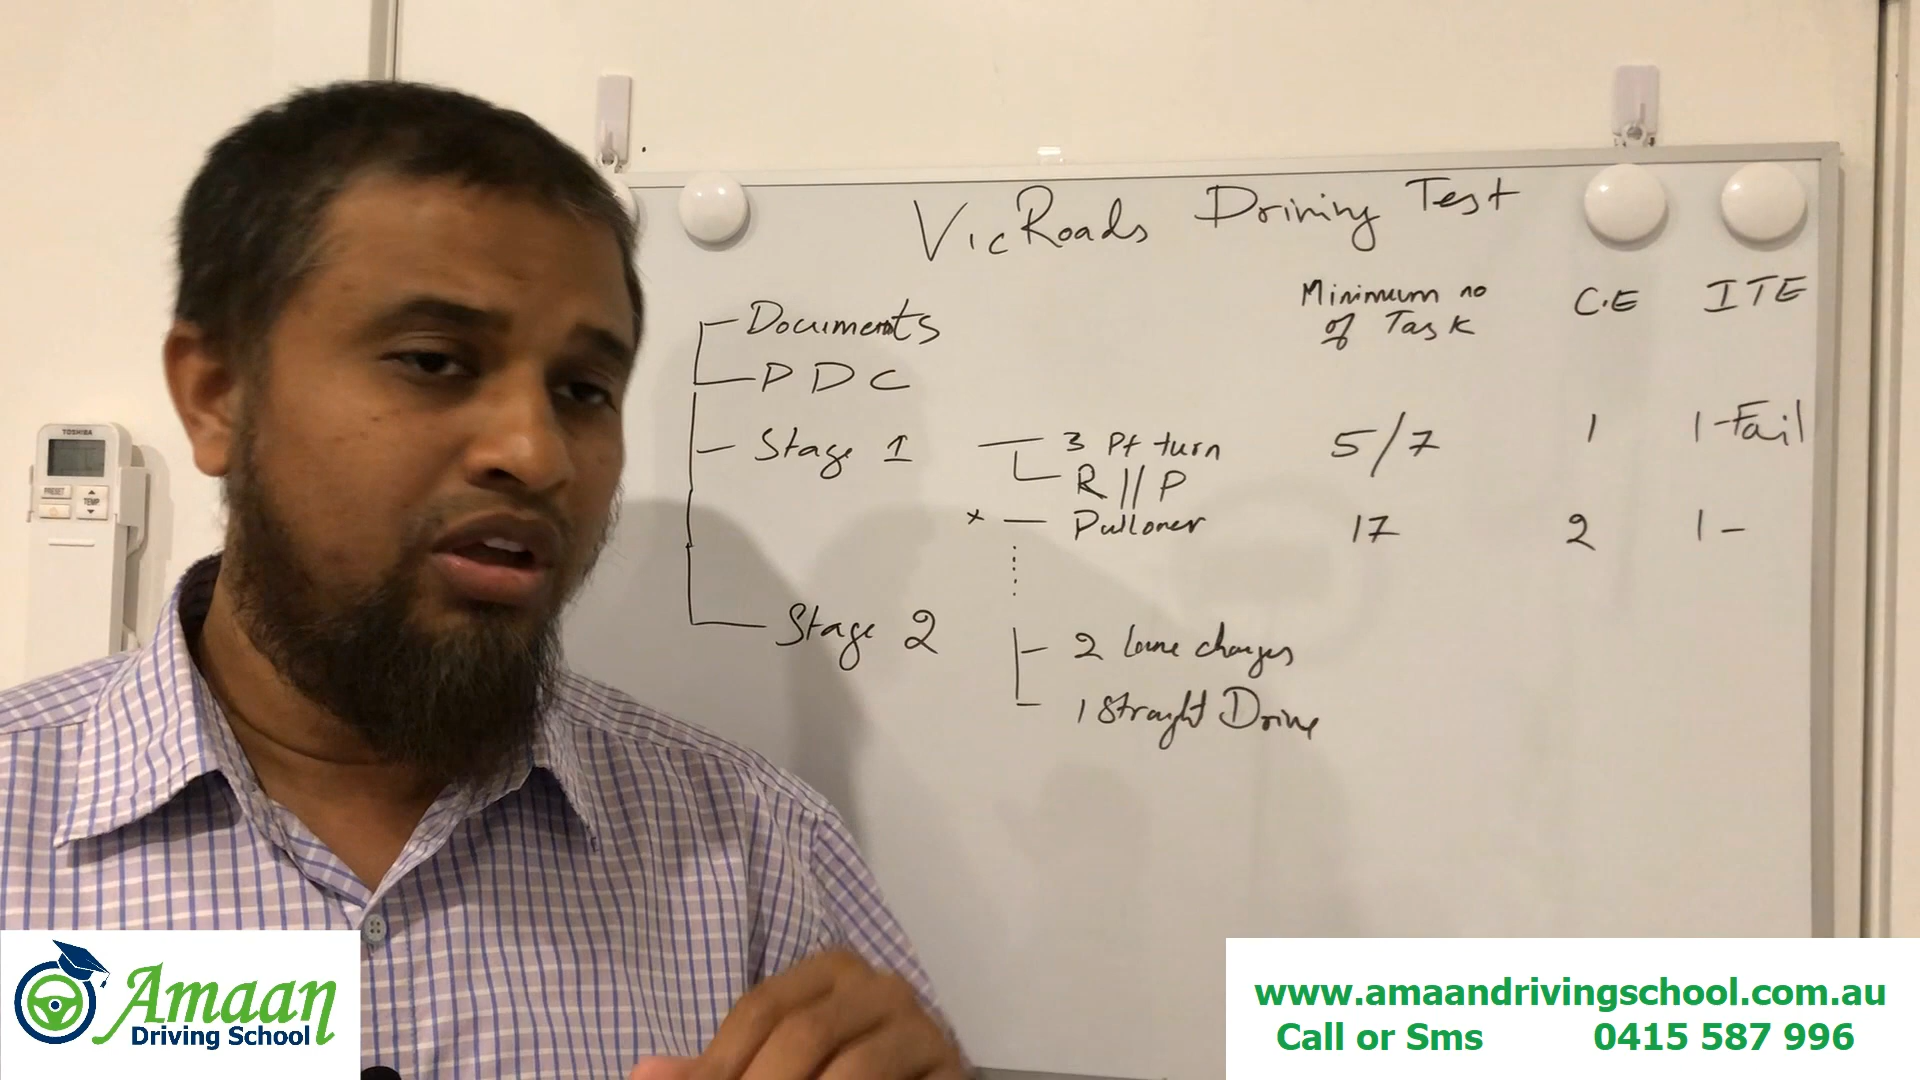 VicRoads Driving Test
Minimum no of Task C.E ITE
Documents
PDC
Stage 1 3 Pt turn 5/7 1 1-Fail
R || P
x Pullover 17 2 1 -
Stage 2 2 lane changes
1 Straight Drive
TOSHIBA
PRESET
TEMP
Amaan
Driving School
www.amaandrivingschool.com.au
Call or Sms 0415 587 996